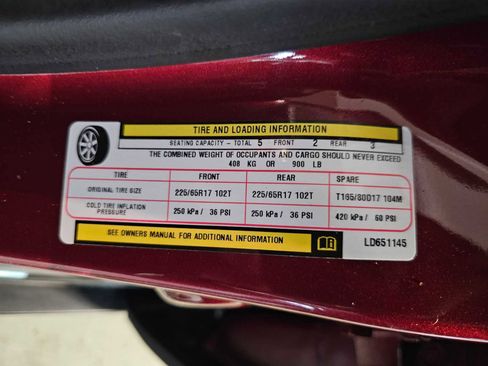 TIRE AND LOADING INFORMATION
SEATING CAPACITY - TOTAL 5 FRONT 2 REAR 3
THE COMBINED WEIGHT OF OCCUPANTS AND CARGO SHOULD NEVER EXCEED
408 KG OR 900 LB
TIRE FRONT REAR SPARE
ORIGINAL TIRE SIZE 225/65R17 102T 225/65R17 102T T165/80D17 104M
COLD TIRE INFLATION PRESSURE 250 kPa / 36 PSI 250 kPa / 36 PSI 420 kPa / 60 PSI
SEE OWNERS MANUAL FOR ADDITIONAL INFORMATION LD651145